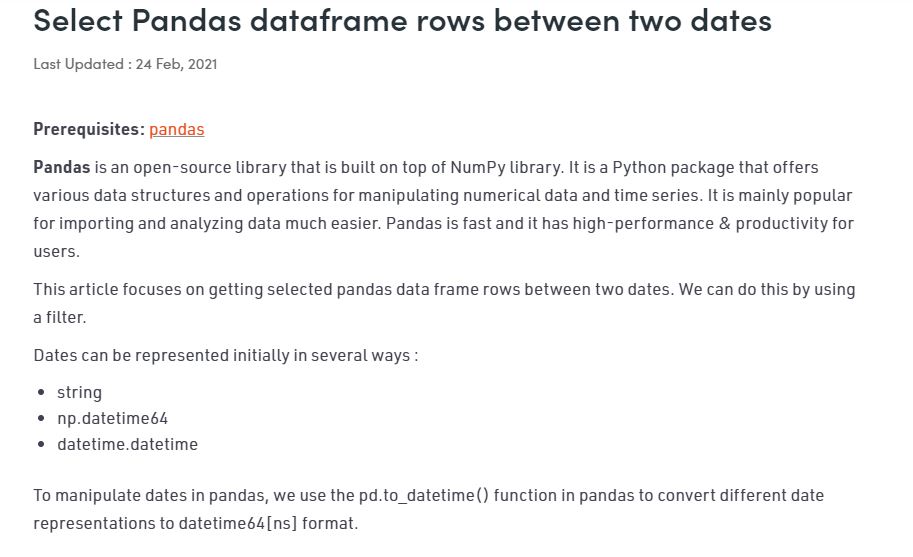 Select Pandas dataframe rows between two dates
Last Updated : 24 Feb, 2021
Prerequisites: pandas
Pandas is an open-source library that is built on top of NumPy library. It is a Python package that offers
various data structures and operations for manipulating numerical data and time series. It is mainly popular
for importing and analyzing data much easier. Pandas is fast and it has high-performance & productivity for
users.
This article focuses on getting selected pandas data frame rows between two dates. We can do this by using
a filter.
Dates can be represented initially in several ways :
• string
• np.datetime64
• datetime.datetime
To manipulate dates in pandas, we use the pd.to_datetime() function in pandas to convert different date
representations to datetime64[ns] format.